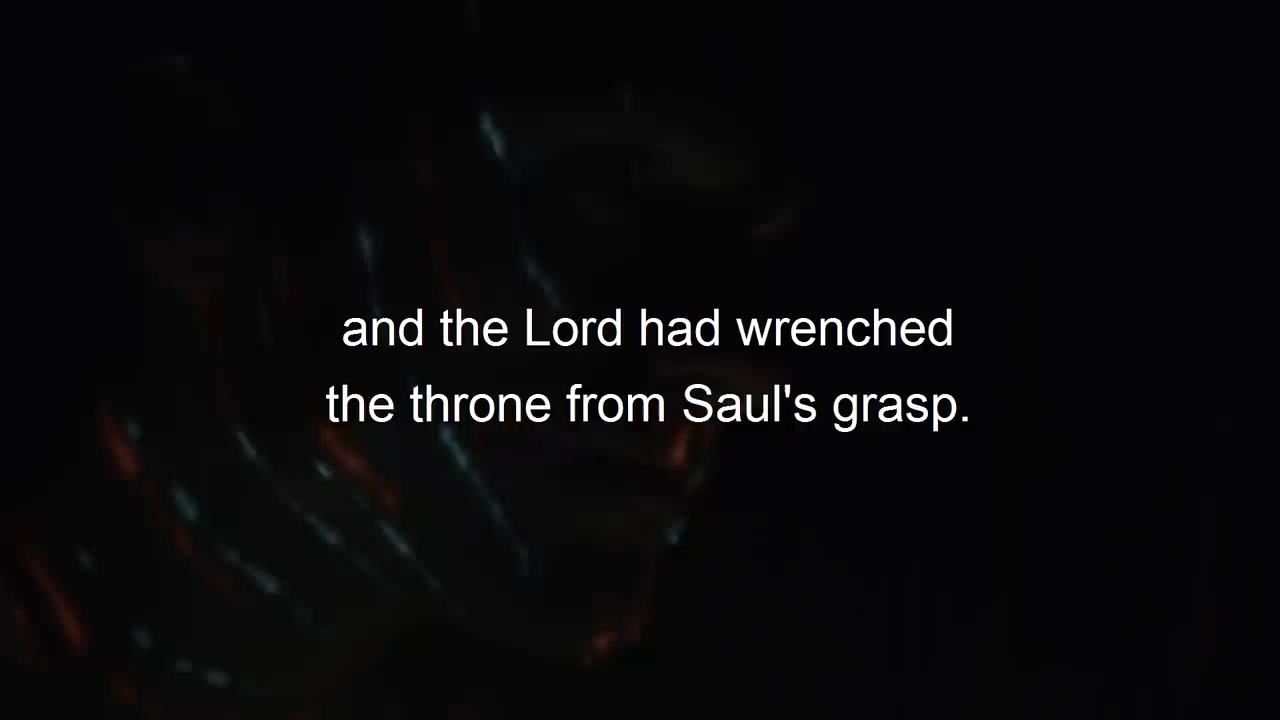 and the Lord had wrenched
the throne from Saul's grasp.